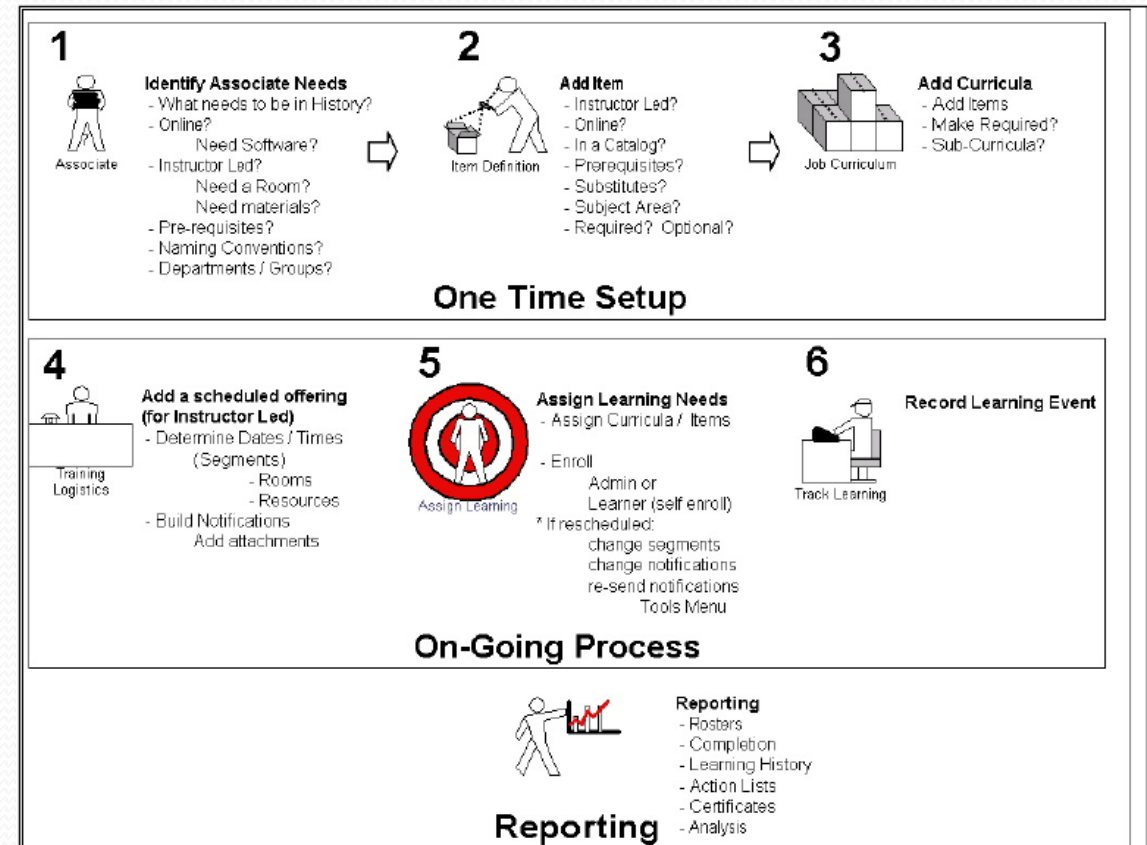 1
Associate
Identify Associate Needs
- What needs to be in History?
- Online?
Need Software?
- Instructor Led?
Need a Room?
Need materials?
- Pre-requisites?
- Naming Conventions?
- Departments / Groups?
2
Item Definition
Add Item
- Instructor Led?
- Online?
- In a Catalog?
- Prerequisites?
- Substitutes?
- Subject Area?
- Required? Optional?
3
Job Curriculum
Add Curricula
- Add Items
- Make Required?
- Sub-Curricula?
One Time Setup
4
Training
Logistics
Add a scheduled offering
(for Instructor Led)
- Determine Dates / Times
(Segments)
- Rooms
- Resources
- Build Notifications
Add attachments
5
Assign Learning
Assign Learning Needs
- Assign Curricula / Items
- Enroll
Admin or
Learner (self enroll)
* If rescheduled:
change segments
change notifications
re-send notifications
Tools Menu
6
Track Learning
Record Learning Event
On-Going Process
Reporting
- Rosters
- Completion
- Learning History
- Action Lists
- Certificates
- Analysis
Reporting